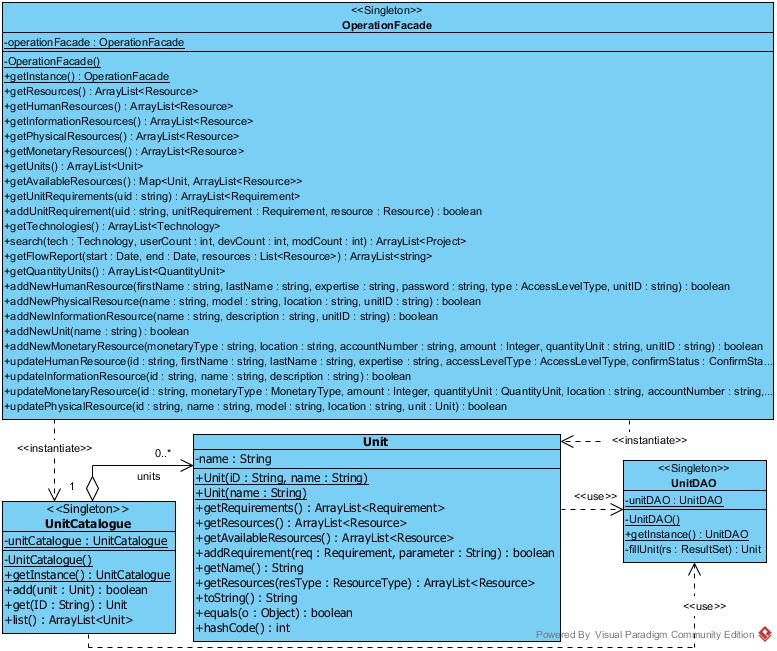 <<Singleton>>
OperationFacade
-operationFacade : OperationFacade
-OperationFacade()
+getInstance() : OperationFacade
+getResources() : ArrayList<Resource>
+getHumanResources() : ArrayList<Resource>
+getInformationResources() : ArrayList<Resource>
+getPhysicalResources() : ArrayList<Resource>
+getMonetaryResources() : ArrayList<Resource>
+getUnits() : ArrayList<Unit>
+getAvailableResources() : Map<Unit, ArrayList<Resource>>
+getUnitRequirements(uid : string) : ArrayList<Requirement>
+addUnitRequirement(uid : string, unitRequirement : Requirement, resource : Resource) : boolean
+getTechnologies() : ArrayList<Technology>
+search(tech : Technology, userCount : int, devCount : int, modCount : int) : ArrayList<Project>
+getFlowReport(start : Date, end : Date, resources : List<Resource>) : ArrayList<string>
+getQuantityUnits() : ArrayList<QuantityUnit>
+addNewHumanResource(firstName : string, lastName : string, expertise : string, password : string, type : AccessLevelType, unitID : string) : boolean
+addNewPhysicalResource(name : string, model : string, location : string, unitID : string) : boolean
+addNewInformationResource(name : string, description : string, unitID : string) : boolean
+addNewUnit(name : string) : boolean
+addNewMonetaryResource(monetaryType : string, location : string, accountNumber : string, amount : Integer, quantityUnit : string, unitID : string) : boolean
+updateHumanResource(id : string, firstName : string, lastName : string, expertise : string, accessLevelType : AccessLevelType, confirmStatus : ConfirmSta...
+updateInformationResource(id : string, name : string, description : string) : boolean
+updateMonetaryResource(id : string, monetaryType : MonetaryType, amount : Integer, quantityUnit : QuantityUnit, location : string, accountNumber : string,...
+updatePhysicalResource(id : string, name : string, model : string, location : string, unit : Unit) : boolean
<<instantiate>>
<<instantiate>>
0..*
units
1
Unit
-name : String
+Unit(iD : String, name : String)
+Unit(name : String)
+getRequirements() : ArrayList<Requirement>
+getResources() : ArrayList<Resource>
+getAvailableResources() : ArrayList<Resource>
+addRequirement(req : Requirement, parameter : String) : boolean
+getName() : String
+getResources(resType : ResourceType) : ArrayList<Resource>
+toString() : String
+equals(o : Object) : boolean
+hashCode() : int
<<Singleton>>
UnitCatalogue
-unitCatalogue : UnitCatalogue
-UnitCatalogue()
+getInstance() : UnitCatalogue
+add(unit : Unit) : boolean
+get(ID : String) : Unit
+list() : ArrayList<Unit>
<<use>>
<<Singleton>>
UnitDAO
-unitDAO : UnitDAO
-UnitDAO()
+getInstance() : UnitDAO
-fillUnit(rs : ResultSet) : Unit
<<use>>
Powered By Visual Paradigm Community Edition